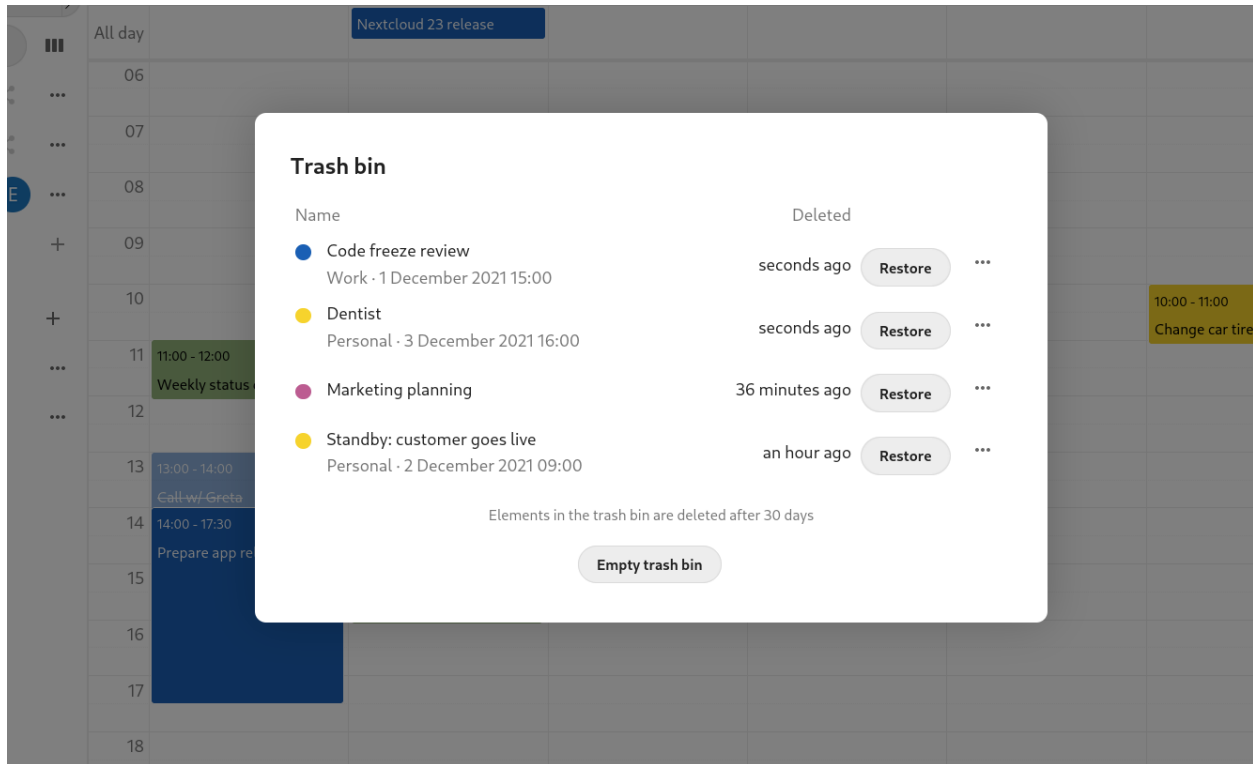 All day
Nextcloud 23 release
06
07
08
09
10
11
12
13
14
15
16
17
18
E
11:00 - 12:00
Weekly status
13:00 - 14:00
Call w/ Greta
14:00 - 17:30
Prepare app
10:00 - 11:00
Change car tire
Trash bin
Name Deleted
Code freeze review
Work · 1 December 2021 15:00
seconds ago Restore
Dentist
Personal · 3 December 2021 16:00
seconds ago Restore
Marketing planning
36 minutes ago Restore
Standby: customer goes live
Personal · 2 December 2021 09:00
an hour ago Restore
Elements in the trash bin are deleted after 30 days
Empty trash bin